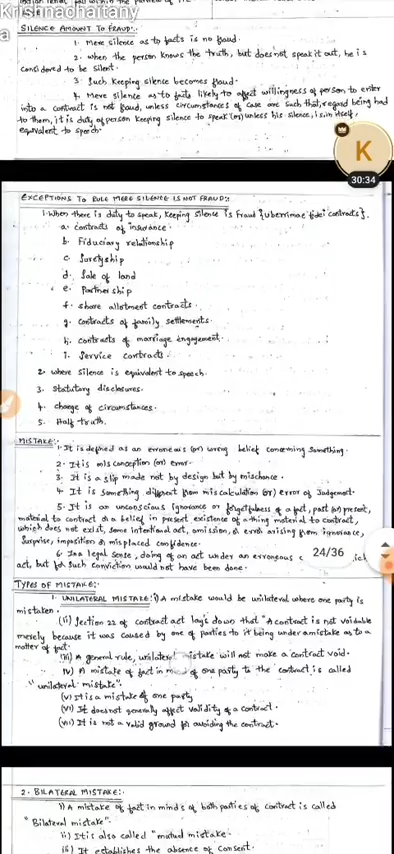 Krishnachaitany
a
SILENCE AMOUNT TO FRAUD:-
1. Mere silence as to facts is no fraud.
2. when the person knows the truth, but does not speak it out, he is
considered to be silent.
3. Such keeping silence becomes fraud.
4. Mere silence as to facts likely to affect willingness of person to enter
into a contract is not fraud, unless circumstances of case are such that, regard being had
to them, it is duty of person keeping silence to speak (or) unless his silence, is in itself,
equivalent to speech.
K
30:34
EXCEPTIONS TO RULE MERE SILENCE IS NOT FRAUD:-
1. When there is duty to speak, keeping silence is Fraud {uberrimae fidei contracts}.
a. contracts of insurance.
b. Fiduciary relationship
c. Suretyship
d. Sale of land
e. Partnership
f. share allotment contracts.
g. contracts of family settlements.
h. contracts of marriage engagement.
i. Service contracts.
2. where silence is equivalent to speech.
3. Statutory disclosures.
4. change of circumstances.
5. Half truth.
MISTAKE:-
1. It is defined as an erroneous (or) wrong belief concerning something.
2. It is misconception (or) error.
3. It is a slip made not by design but by mischance.
4. It is something different from miscalculation (or) error of Judgement.
5. It is an unconscious ignorance or forgetfulness of a fact, past (or) present,
material to contract or a belief in present existence of a thing material to contract,
which does not exist, some intentional act, omission, or error arising from ignorance,
surprise, imposition or misplaced confidence.
6. In a legal sense, doing of an act under an erroneous c 24/36 ich
act, but for such conviction would not have been done.
TYPES OF MISTAKE:-
1. UNILATERAL MISTAKE: i) A mistake would be unilateral where one party is
mistaken.
(ii) Section 22 of contract act lays down that "A contract is not voidable
merely because it was caused by one of parties to it being under a mistake as to a
matter of fact.
(iii) A general rule, unilateral mistake will not make a contract void.
iv) A mistake of fact in mind of one party to the contract is called
"unilateral mistake".
(v) It is a mistake of one party
(vi) It does not generally affect validity of a contract.
(vii) It is not a valid ground for avoiding the contract.
2. BILATERAL MISTAKE:-
i) A mistake of fact in minds of both parties of contract is called
"Bilateral mistake".
ii) It is also called "mutual mistake.
iii) It establishes the absence of consent.